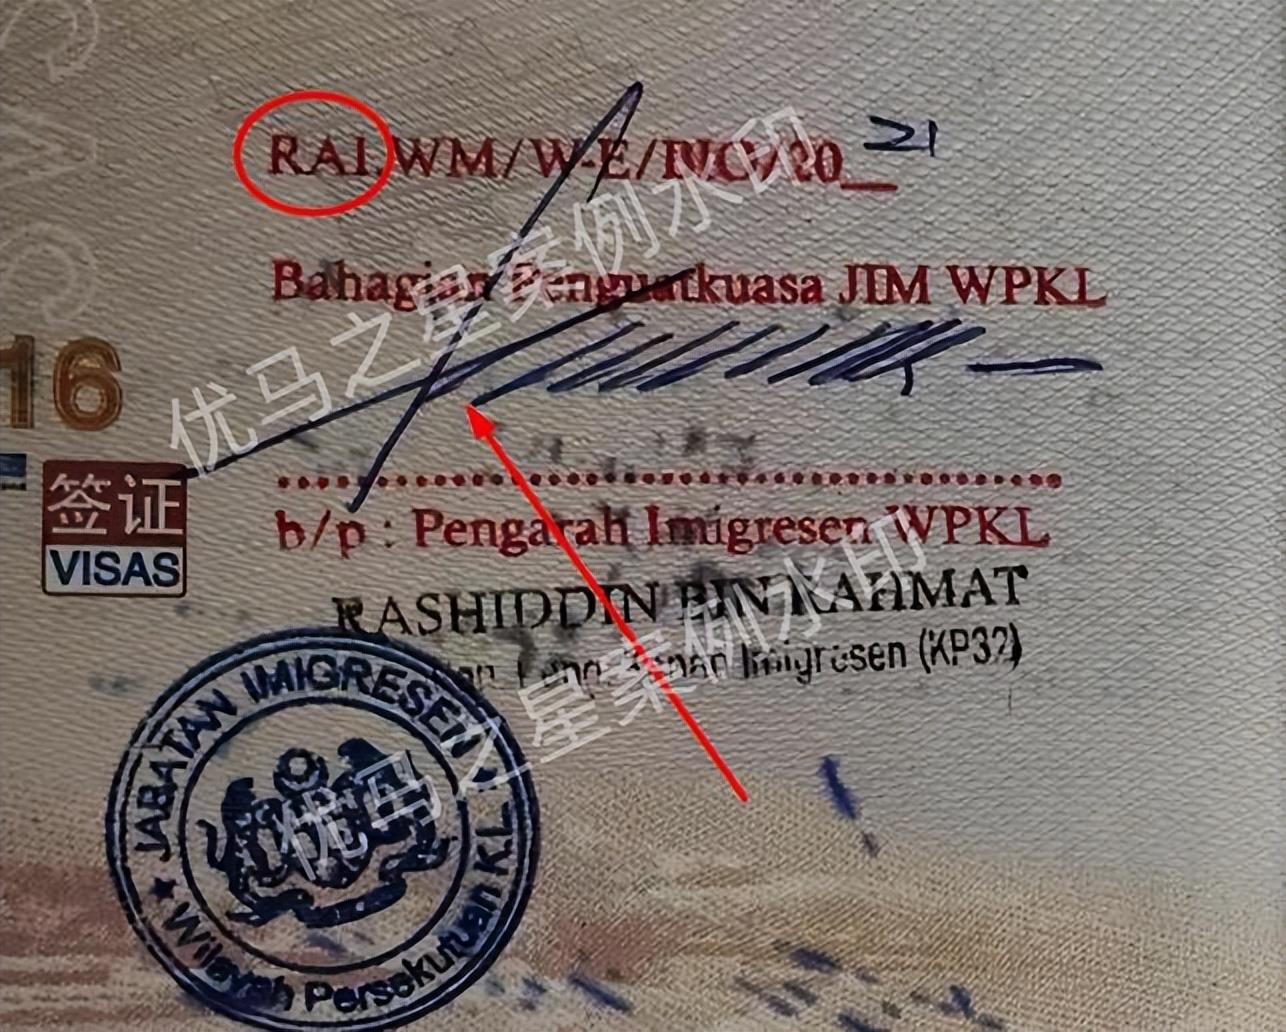 RAI.WM/W-E/INO/20__ 21
Bahagian Penguatkuasa JIM WPKL
优马之星案例水印
16
签证
VISAS
b/p : Pengarah Imigresen WPKL
RASHIDDIN BIN RAHMAT
Imigresen (KP32)
优马之星案例水印
JABATAN IMIGRESEN
Wilayah Persekutuan K.L.